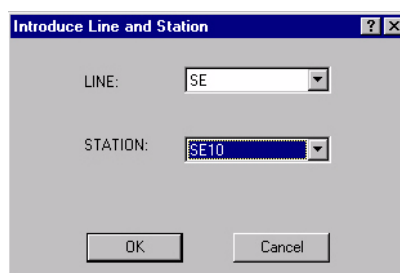 Introduce Line and Station
LINE: SE
STATION: SE10
OK Cancel